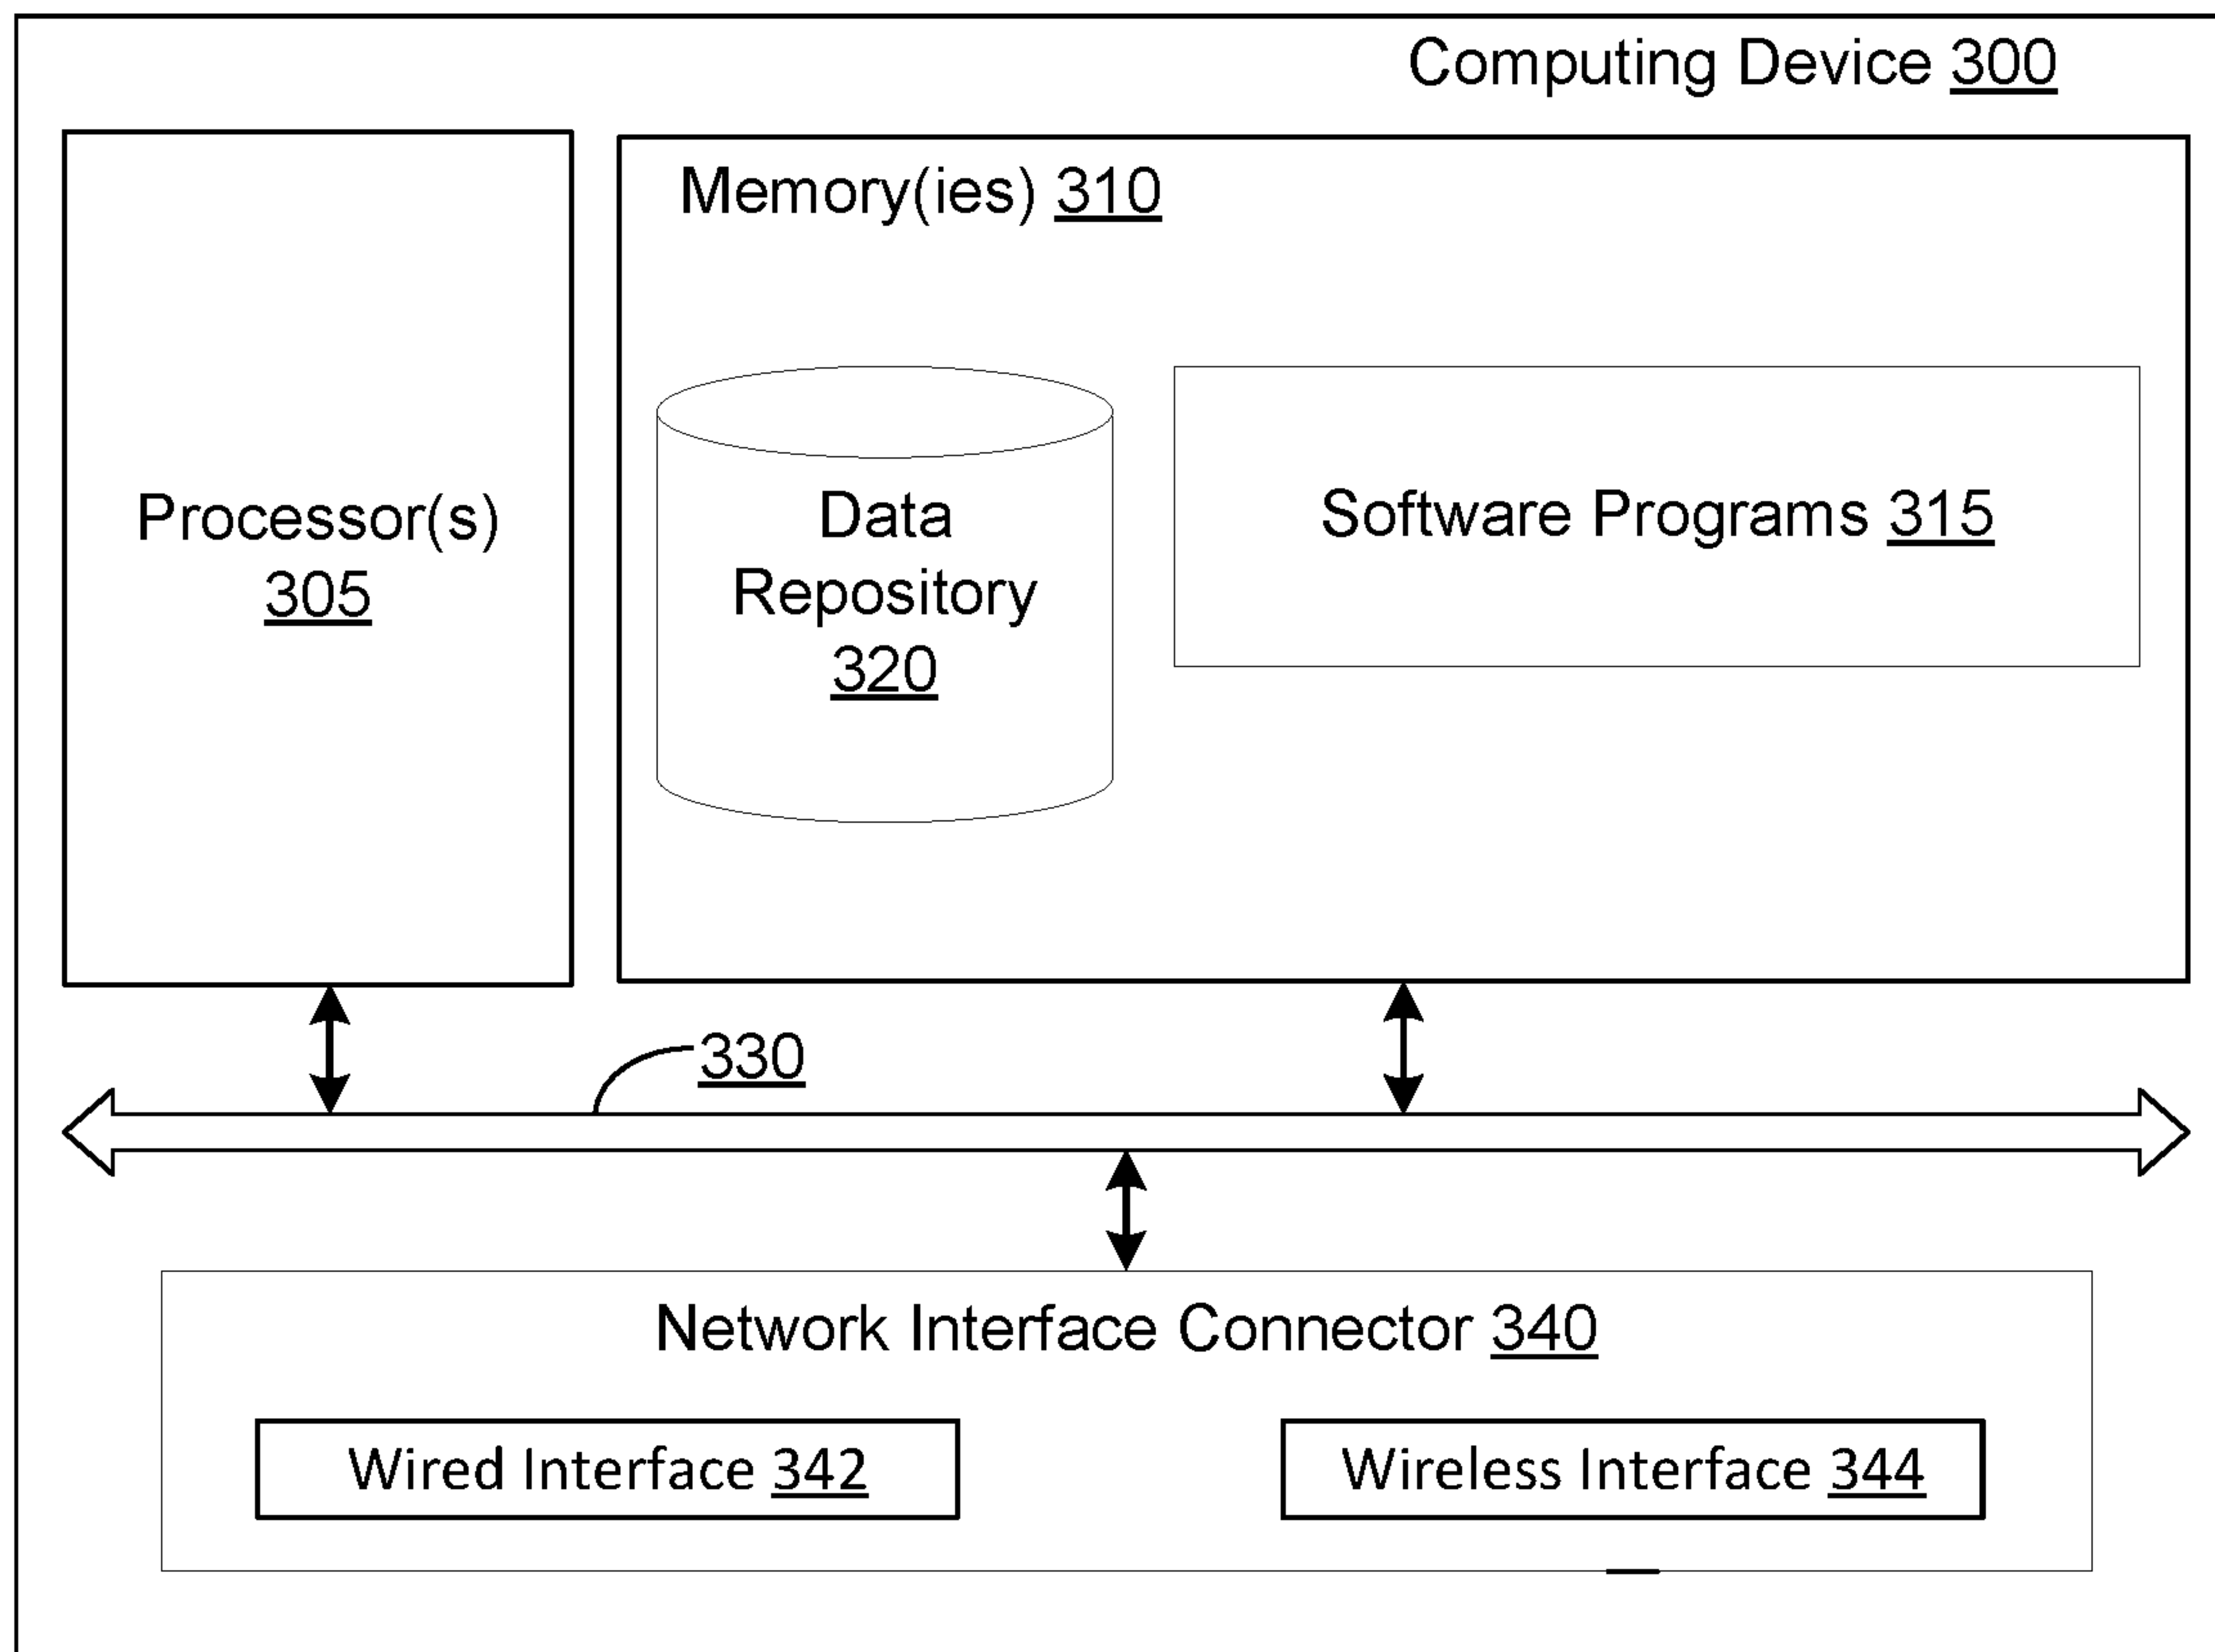 Computing Device 300
Memory(ies) 310
Processor(s)
305
Data
Repository
320
Software Programs 315
330
Network Interface Connector 340
Wired Interface 342
Wireless Interface 344